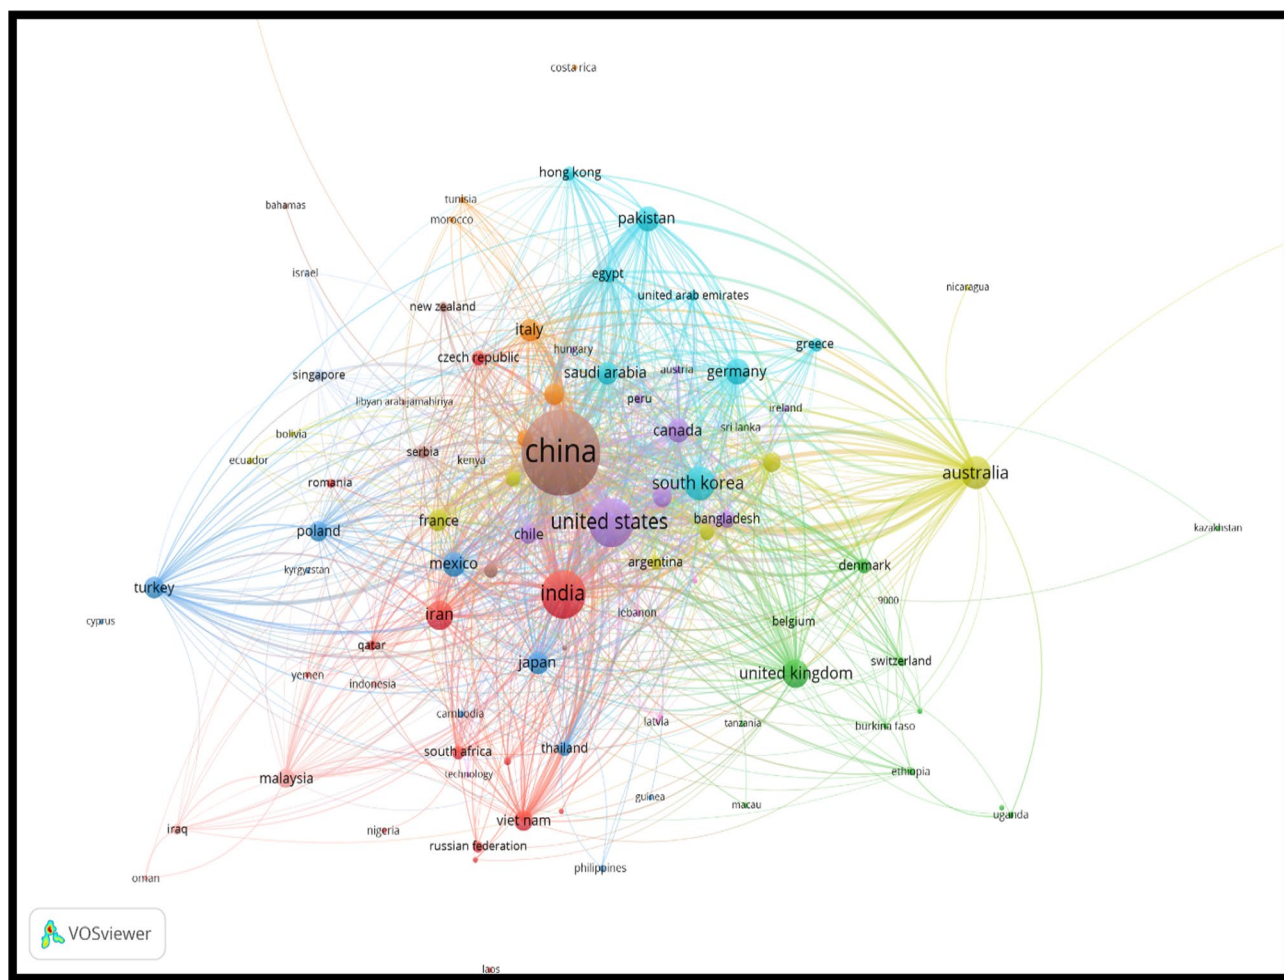 costa rica
hong kong
tunisia
bahamas
pakistan
morocco
israel
egypt
nicaragua
united arab emirates
new zealand
italy
greece
hungary
czech republic
saudi arabia
austria
germany
singapore
peru
libyan arab jamahiriya
ireland
sri lanka
canada
bolivia
china
serbia
ecuador
kenya
australia
romania
south korea
france
united states
bangladesh
kazakhstan
poland
chile
mexico
argentina
denmark
kyrgyzstan
turkey
india
9000
iran
lebanon
cyprus
belgium
qatar
japan
switzerland
yemen
united kingdom
indonesia
cambodia
latvia
tanzania
burkina faso
south africa
thailand
technology
ethiopia
malaysia
guinea
macau
uganda
viet nam
iraq
nigeria
russian federation
philippines
oman
VOSviewer
laos